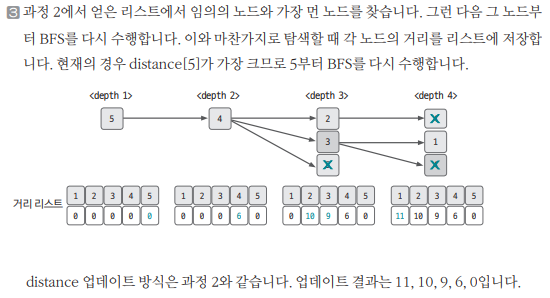 3 과정 2에서 얻은 리스트에서 임의의 노드와 가장 먼 노드를 찾습니다. 그런 다음 그 노드부
터 BFS를 다시 수행합니다. 이와 마찬가지로 탐색할 때 각 노드의 거리를 리스트에 저장합
니다. 현재의 경우 distance[5]가 가장 크므로 5부터 BFS를 다시 수행합니다.
<depth 1> <depth 2> <depth 3> <depth 4>
5 4 2 X
3 1
X X
1 2 3 4 5 1 2 3 4 5 1 2 3 4 5 1 2 3 4 5
거리 리스트 0 0 0 0 0 0 0 0 6 0 0 10 9 6 0 11 10 9 6 0
distance 업데이트 방식은 과정 2와 같습니다. 업데이트 결과는 11, 10, 9, 6, 0입니다.